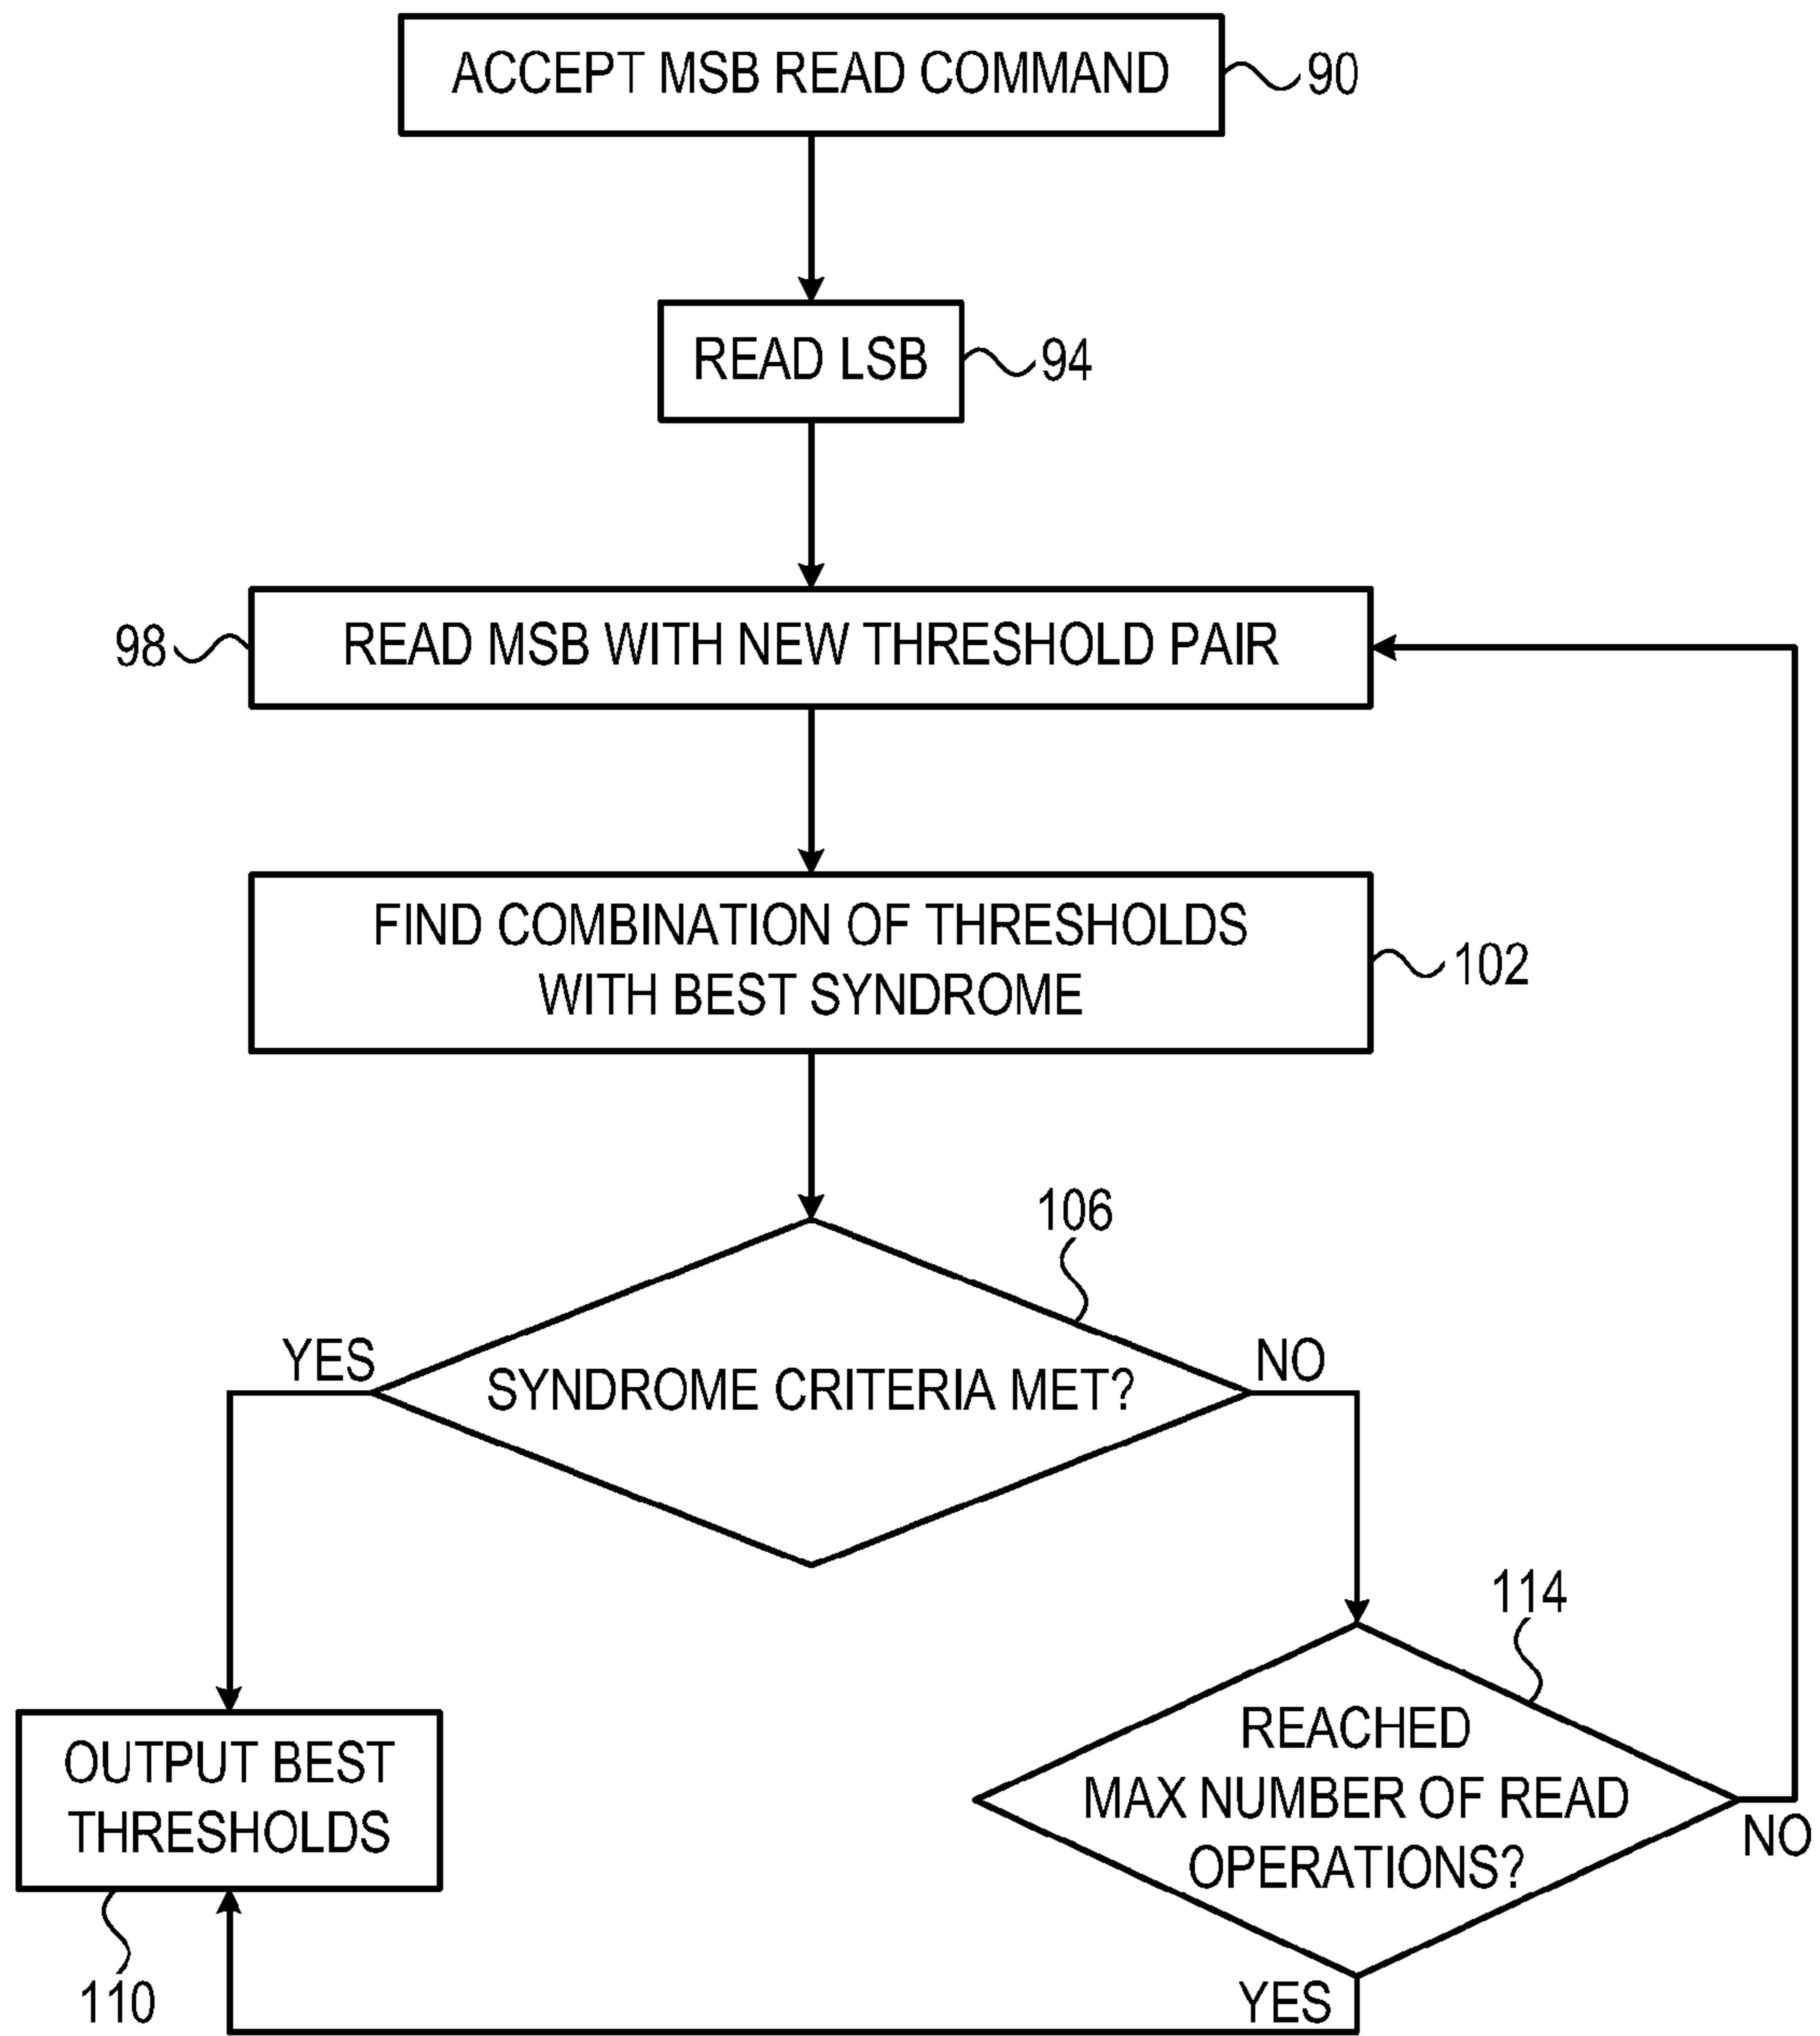 ACCEPT MSB READ COMMAND
90
READ LSB
94
98
READ MSB WITH NEW THRESHOLD PAIR
FIND COMBINATION OF THRESHOLDS
WITH BEST SYNDROME
102
106
YES
SYNDROME CRITERIA MET?
NO
114
OUTPUT BEST
THRESHOLDS
110
REACHED
MAX NUMBER OF READ
OPERATIONS?
NO
YES